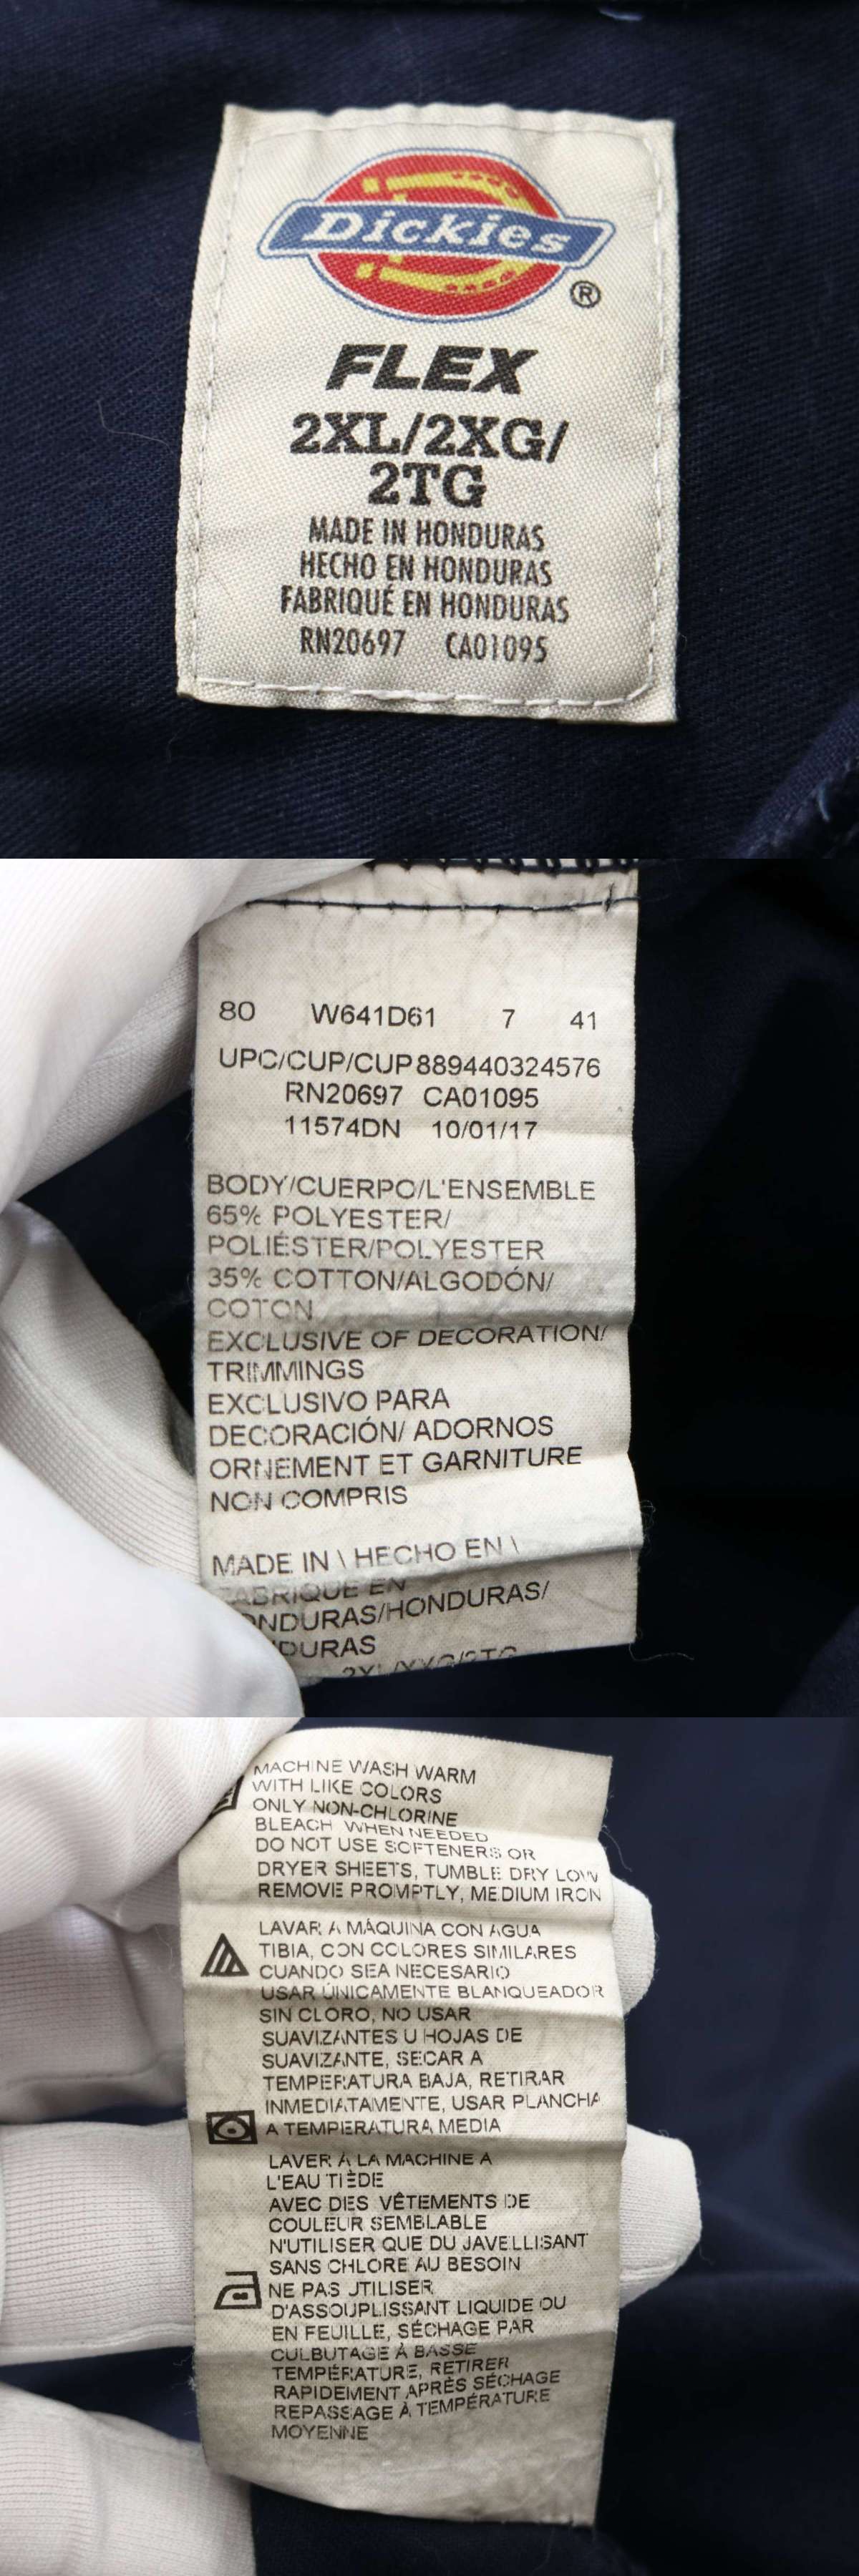 Dickies
®
FLEX
2XL/2XG/
2TG
MADE IN HONDURAS
HECHO EN HONDURAS
FABRIQUÉ EN HONDURAS
RN20697 CA01095
80 W641D61 7 41
UPC/CUP/CUP 889440324576
RN20697 CA01095
11574DN 10/01/17
BODY/CUERPO/L'ENSEMBLE
65% POLYESTER/
POLIÉSTER/POLYESTER
35% COTTON/ALGODÓN/
COTON
EXCLUSIVE OF DECORATION/
TRIMMINGS
EXCLUSIVO PARA
DECORACIÓN/ ADORNOS
ORNEMENT ET GARNITURE
NON COMPRIS
MADE IN \ HECHO EN \
FABRIQUE EN
ONDURAS/HONDURAS/
DURAS
2XL/XXG/2TG
MACHINE WASH WARM
WITH LIKE COLORS
ONLY NON-CHLORINE
BLEACH WHEN NEEDED
DO NOT USE SOFTENERS OR
DRYER SHEETS, TUMBLE DRY LOW
REMOVE PROMPTLY, MEDIUM IRON
LAVAR A MÁQUINA CON AGUA
TIBIA, CON COLORES SIMILARES
CUANDO SEA NECESARIO
USAR ÚNICAMENTE BLANQUEADOR
SIN CLORO, NO USAR
SUAVIZANTES U HOJAS DE
SUAVIZANTE, SECAR A
TEMPERATURA BAJA, RETIRAR
INMEDIATAMENTE, USAR PLANCHA
A TEMPERATURA MEDIA
LAVER À LA MACHINE A
L'EAU TIÈDE
AVEC DES VÊTEMENTS DE
COULEUR SEMBLABLE
N'UTILISER QUE DU JAVELLISANT
SANS CHLORE AU BESOIN
NE PAS UTILISER
D'ASSOUPLISSANT LIQUIDE OU
EN FEUILLE, SÉCHAGE PAR
CULBUTAGE À BASSE
TEMPÉRATURE, RETIRER
RAPIDEMENT APRÈS SÉCHAGE
REPASSAGE À TEMPÉRATURE
MOYENNE